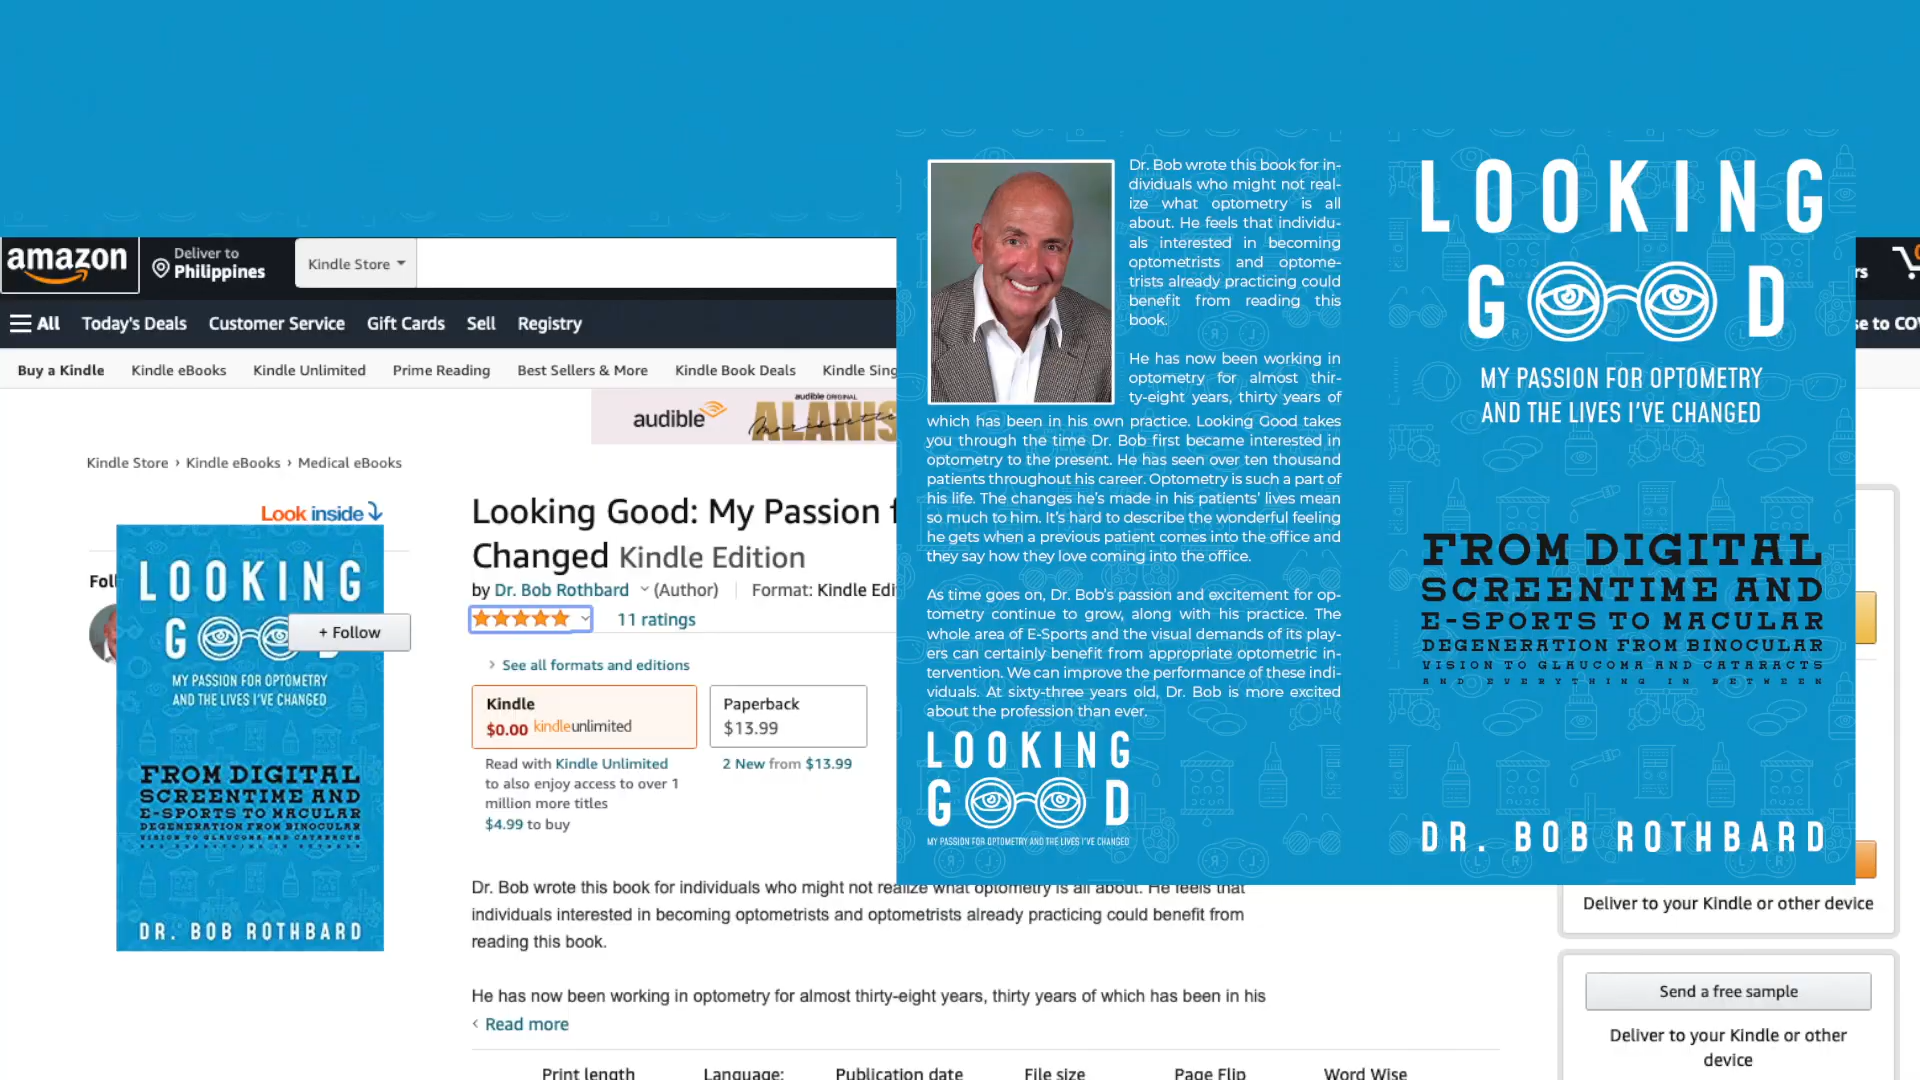 amazon
Deliver to
Philippines
Kindle Store
All
Today's Deals
Customer Service
Gift Cards
Sell
Registry
se to COV
rs
Buy a Kindle
Kindle eBooks
Kindle Unlimited
Prime Reading
Best Sellers & More
Kindle Book Deals
Kindle Sing
audible
audible ORIGINAL
ALANIS
Morissette
Kindle Store › Kindle eBooks › Medical eBooks
Look inside
Foll
+ Follow
LOOKING
GOOD
MY PASSION FOR OPTOMETRY
AND THE LIVES I'VE CHANGED
FROM DIGITAL
SCREENTIME AND
E-SPORTS TO MACULAR
DEGENERATION FROM BINOCULAR
VISION TO GLAUCOMA AND CATARACTS
DR. BOB ROTHBARD
Looking Good: My Passion f
Changed Kindle Edition
by Dr. Bob Rothbard (Author)
Format: Kindle Edi
11 ratings
› See all formats and editions
Kindle
$0.00 kindleunlimited
Paperback
$13.99
Read with Kindle Unlimited
to also enjoy access to over 1
million more titles
$4.99 to buy
2 New from $13.99
Dr. Bob wrote this book for individuals who might not realize what optometry is all about. He feels that
individuals interested in becoming optometrists and optometrists already practicing could benefit from
reading this book.
He has now been working in optometry for almost thirty-eight years, thirty years of which has been in his
‹ Read more
Print length
Language:
Publication date
File size
Page Flip
Word Wise
Dr. Bob wrote this book for in-
dividuals who might not real-
ize what optometry is all
about. He feels that individu-
als interested in becoming
optometrists and optome-
trists already practicing could
benefit from reading this
book.
He has now been working in
optometry for almost thir-
ty-eight years, thirty years of
which has been in his own practice. Looking Good takes
you through the time Dr. Bob first became interested in
optometry to the present. He has seen over ten thousand
patients throughout his career. Optometry is such a part of
his life. The changes he's made in his patients' lives mean
so much to him. It's hard to describe the wonderful feeling
he gets when a previous patient comes into the office and
they say how they love coming into the office.
As time goes on, Dr. Bob's passion and excitement for op-
tometry continue to grow, along with his practice. The
whole area of E-Sports and the visual demands of its play-
ers can certainly benefit from appropriate optometric in-
tervention. We can improve the performance of these indi-
viduals. At sixty-three years old, Dr. Bob is more excited
about the profession than ever.
LOOKING
GOOD
MY PASSION FOR OPTOMETRY AND THE LIVES I'VE CHANGED
LOOKING
GOOD
MY PASSION FOR OPTOMETRY
AND THE LIVES I'VE CHANGED
FROM DIGITAL
SCREENTIME AND
E-SPORTS TO MACULAR
DEGENERATION FROM BINOCULAR
VISION TO GLAUCOMA AND CATARACTS
AND EVERYTHING IN BETWEEN
DR. BOB ROTHBARD
Deliver to your Kindle or other device
Send a free sample
Deliver to your Kindle or other
device